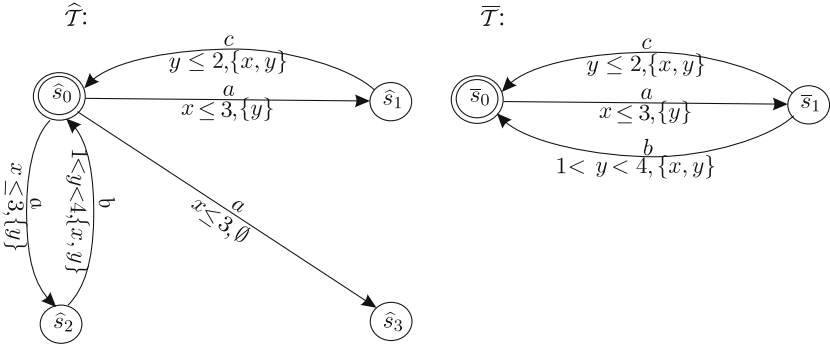 𝒯̂:
c
y ≤ 2,{x, y}
ŝ₀
a
x ≤ 3,{y}
ŝ₁
a
x≤3,{y}
b
1<y<4,{x, y}
a
x≤3,∅
ŝ₂
ŝ₃
𝒯̅:
c
y ≤ 2,{x, y}
s̅₀
a
x ≤ 3,{y}
s̅₁
b
1< y < 4,{x, y}